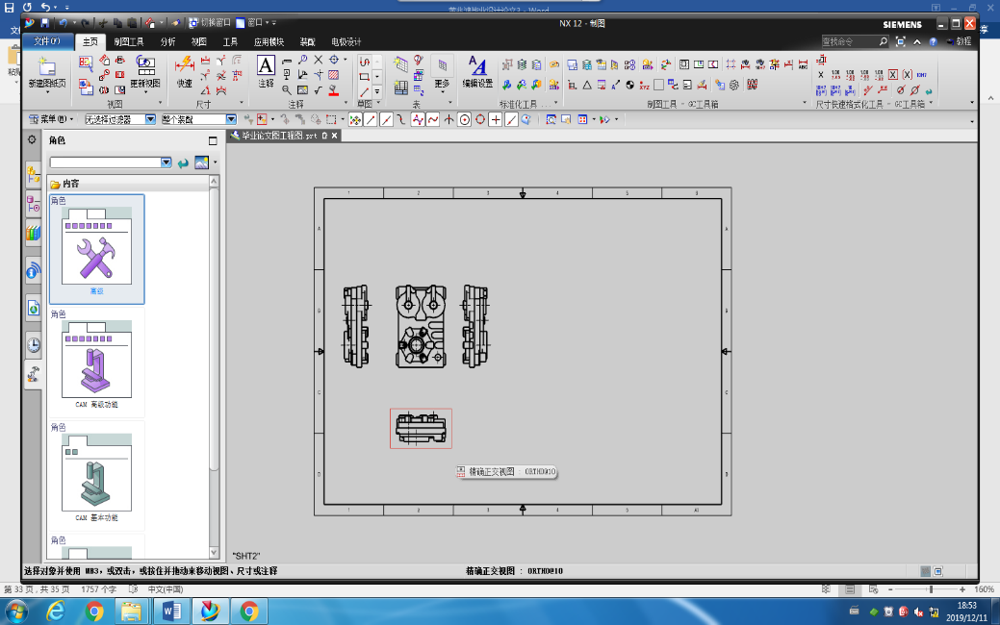 切换窗口 窗口
NX 12 - 制图
SIEMENS
文件(F) 主页 制图工具 分析 视图 工具 应用模块 装配 电极设计
查找命令
教程
新建图纸页 更新视图 快速 注释 更多 编辑设置
视图 尺寸 注释 草图 表 标准化工具 制图工具 - GC工具箱 尺寸快速格式化工具 - GC工具箱
菜单(M) 无选择过滤器 整个装配
角色
毕业论文图工程图.prt
内容
角色
高级
角色
CAM 高级功能
角色
CAM 基本功能
角色
精确正交视图 : ORTHO@10
"SHT2"
选择对象并使用 MB3，或双击，或按住并拖动来移动视图、尺寸或注释
精确正交视图 : ORTHO@10
第 33 页，共 35 页 1757 个字 中文(中国)
160%
18:53
2019/12/11